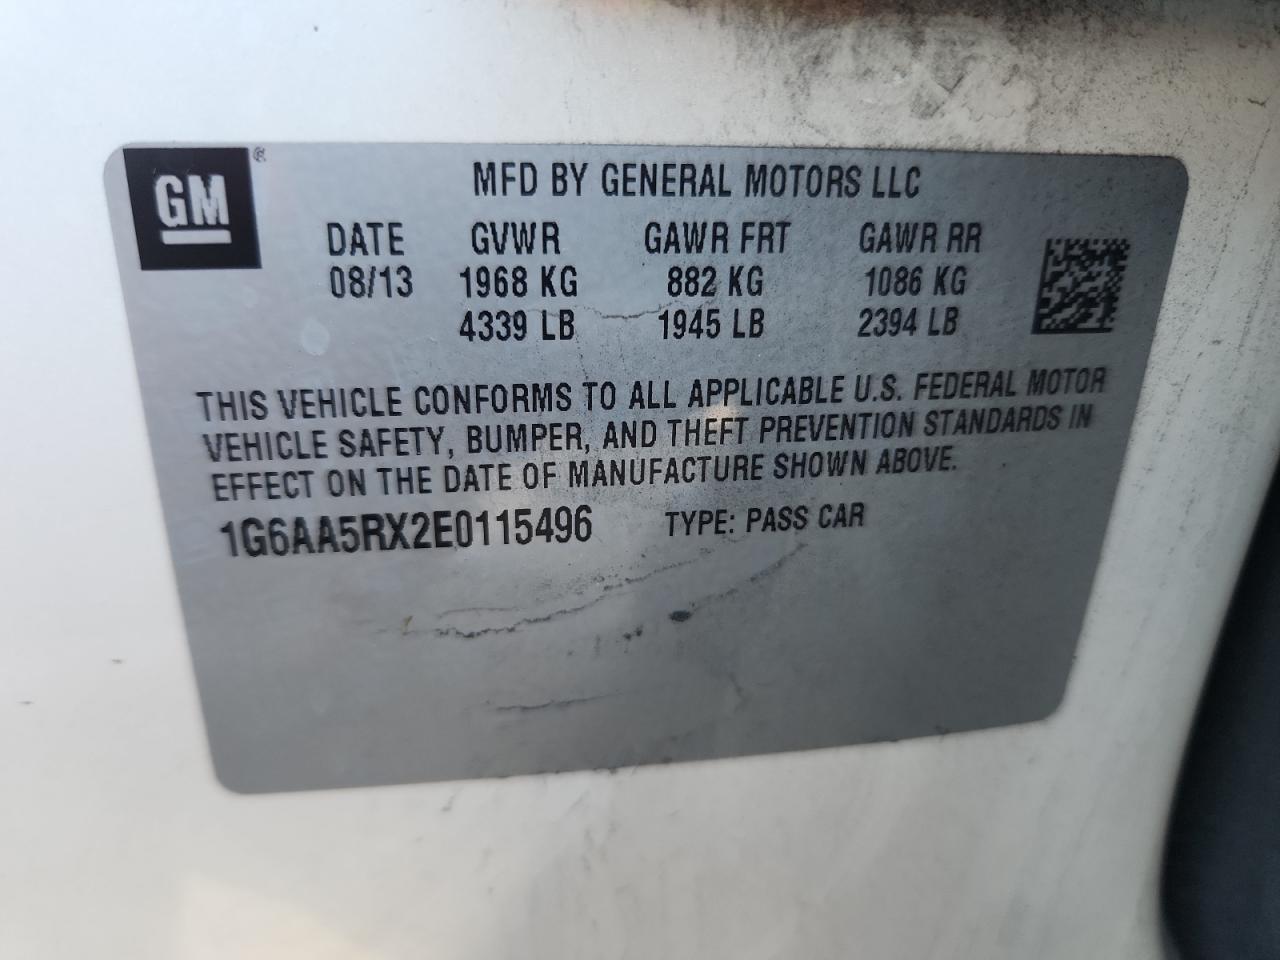 GM ®
MFD BY GENERAL MOTORS LLC
DATE GVWR GAWR FRT GAWR RR
08/13 1968 KG 882 KG 1086 KG
4339 LB 1945 LB 2394 LB
THIS VEHICLE CONFORMS TO ALL APPLICABLE U.S. FEDERAL MOTOR
VEHICLE SAFETY, BUMPER, AND THEFT PREVENTION STANDARDS IN
EFFECT ON THE DATE OF MANUFACTURE SHOWN ABOVE.
1G6AA5RX2E0115496 TYPE: PASS CAR